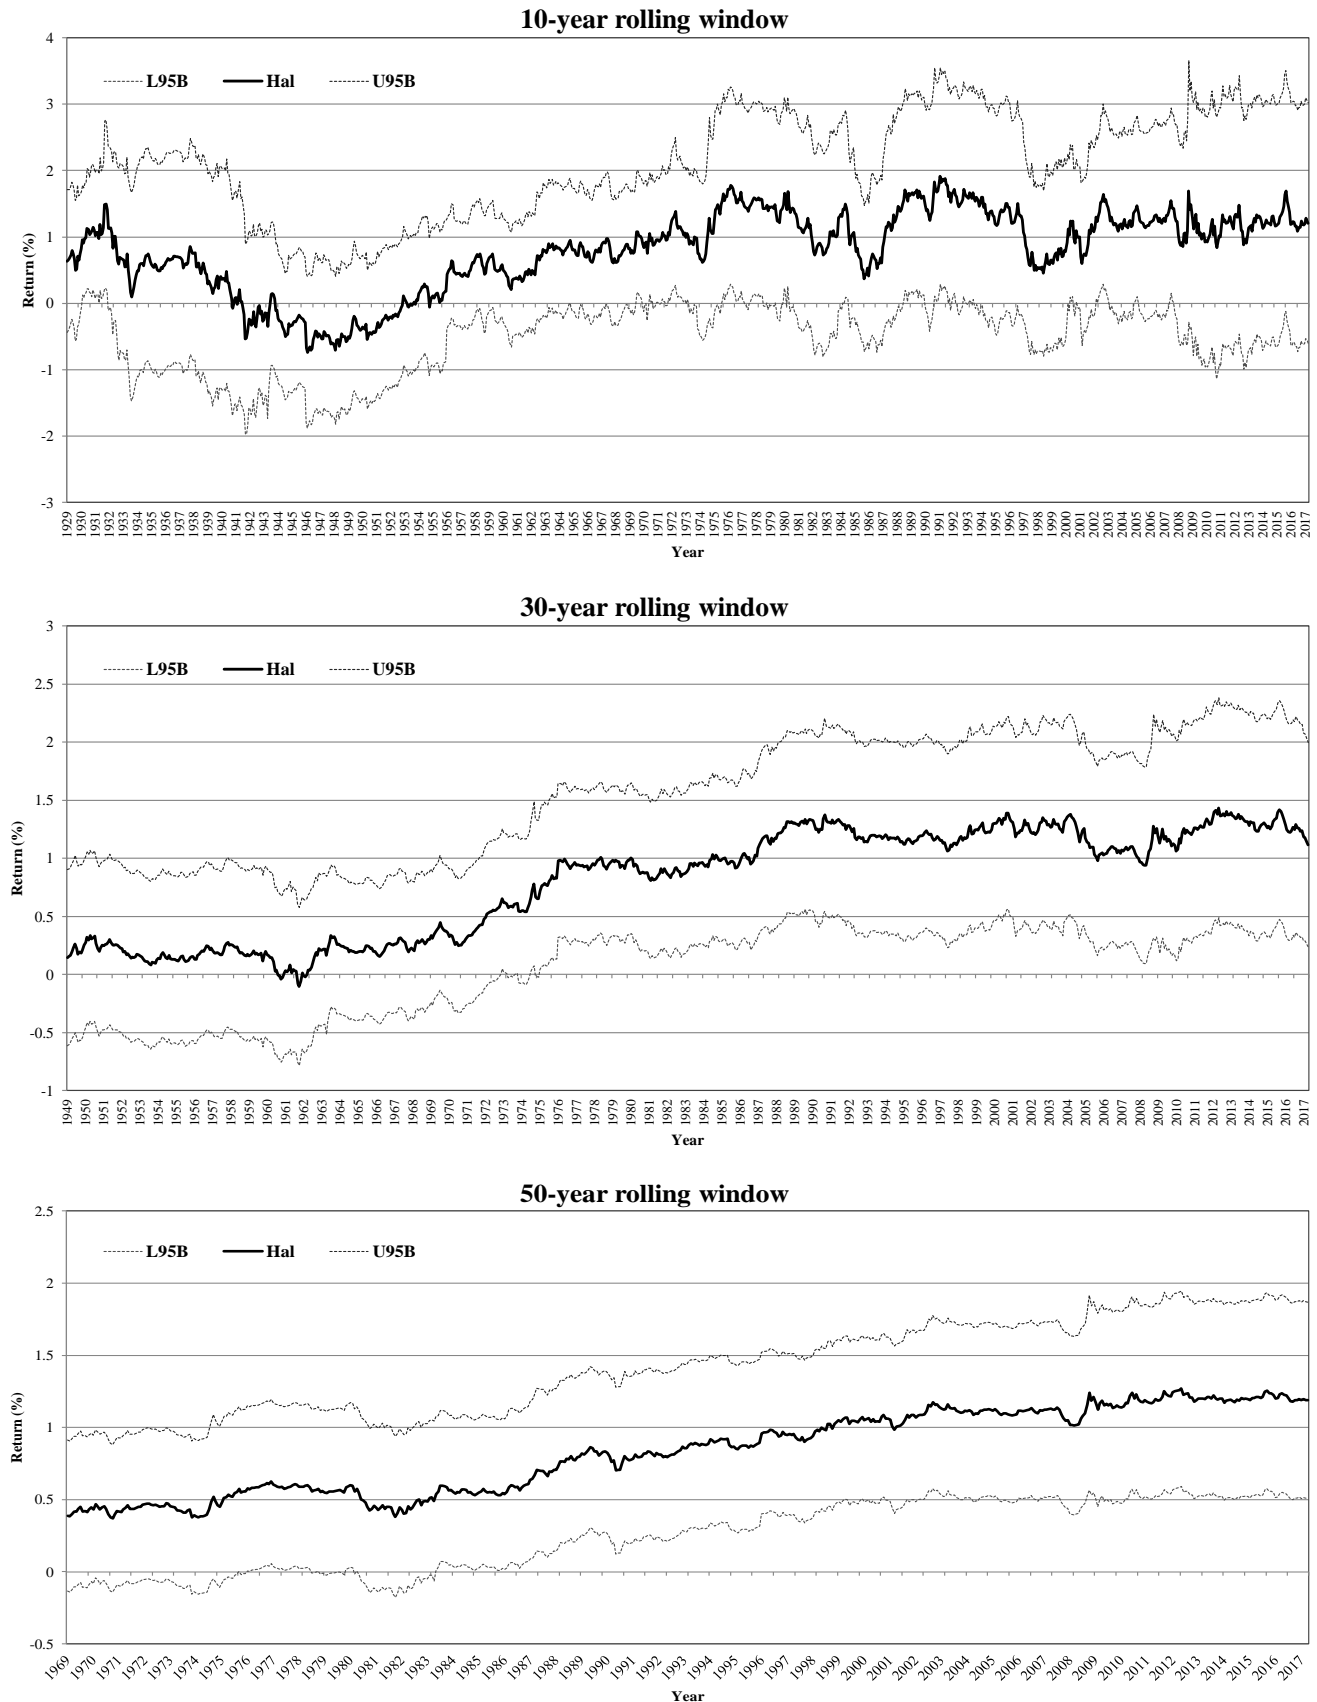 10-year rolling window
4
3
2
1
0
-1
-2
-3
Return (%)
L95B Hal U95B
1929 1930 1931 1932 1933 1934 1935 1936 1937 1938 1939 1940 1941 1942 1943 1944 1945 1946 1947 1948 1949 1950 1951 1952 1953 1954 1955 1956 1957 1958 1959 1960 1961 1962 1963 1964 1965 1966 1967 1968 1969 1970 1971 1972 1973 1974 1975 1976 1977 1978 1979 1980 1981 1982 1983 1984 1985 1986 1987 1988 1989 1990 1991 1992 1993 1994 1995 1996 1997 1998 1999 2000 2001 2002 2003 2004 2005 2006 2007 2008 2009 2010 2011 2012 2013 2014 2015 2016 2017
Year
30-year rolling window
3
2.5
2
1.5
1
0.5
0
-0.5
-1
Return (%)
L95B Hal U95B
1949 1950 1951 1952 1953 1954 1955 1956 1957 1958 1959 1960 1961 1962 1963 1964 1965 1966 1967 1968 1969 1970 1971 1972 1973 1974 1975 1976 1977 1978 1979 1980 1981 1982 1983 1984 1985 1986 1987 1988 1989 1990 1991 1992 1993 1994 1995 1996 1997 1998 1999 2000 2001 2002 2003 2004 2005 2006 2007 2008 2009 2010 2011 2012 2013 2014 2015 2016 2017
Year
50-year rolling window
2.5
2
1.5
1
0.5
0
-0.5
Return (%)
L95B Hal U95B
1969 1970 1971 1972 1973 1974 1975 1976 1977 1978 1979 1980 1981 1982 1983 1984 1985 1986 1987 1988 1989 1990 1991 1992 1993 1994 1995 1996 1997 1998 1999 2000 2001 2002 2003 2004 2005 2006 2007 2008 2009 2010 2011 2012 2013 2014 2015 2016 2017
Year